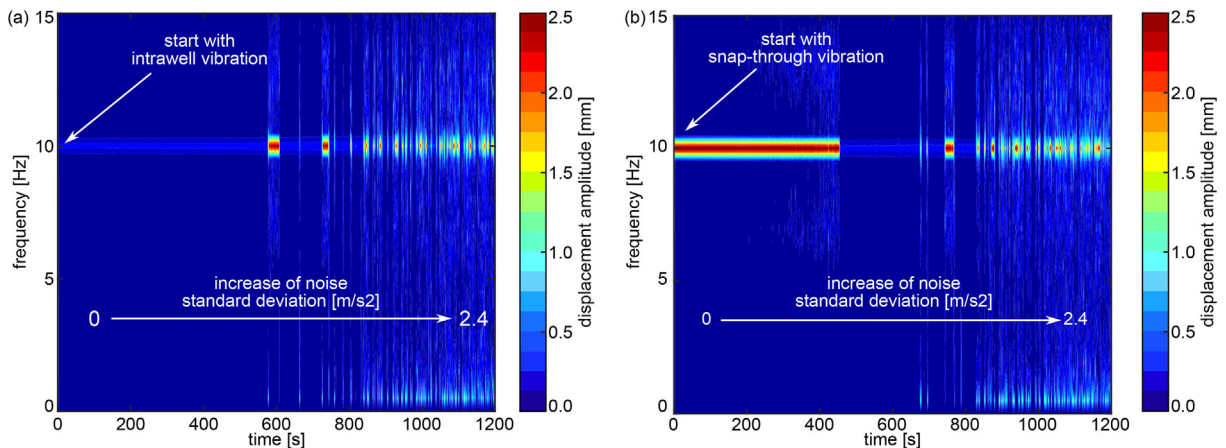 (a)
15
10
5
0
frequency [Hz]
start with
intrawell vibration
increase of noise
standard deviation [m/s2]
0
2.4
0
200
400
600
800
1000
1200
time [s]
2.5
2.0
1.5
1.0
0.5
0.0
displacement amplitude [mm]
(b)
15
10
5
0
frequency [Hz]
start with
snap-through vibration
increase of noise
standard deviation [m/s2]
0
2.4
0
200
400
600
800
1000
1200
time [s]
2.5
2.0
1.5
1.0
0.5
0.0
displacement amplitude [mm]